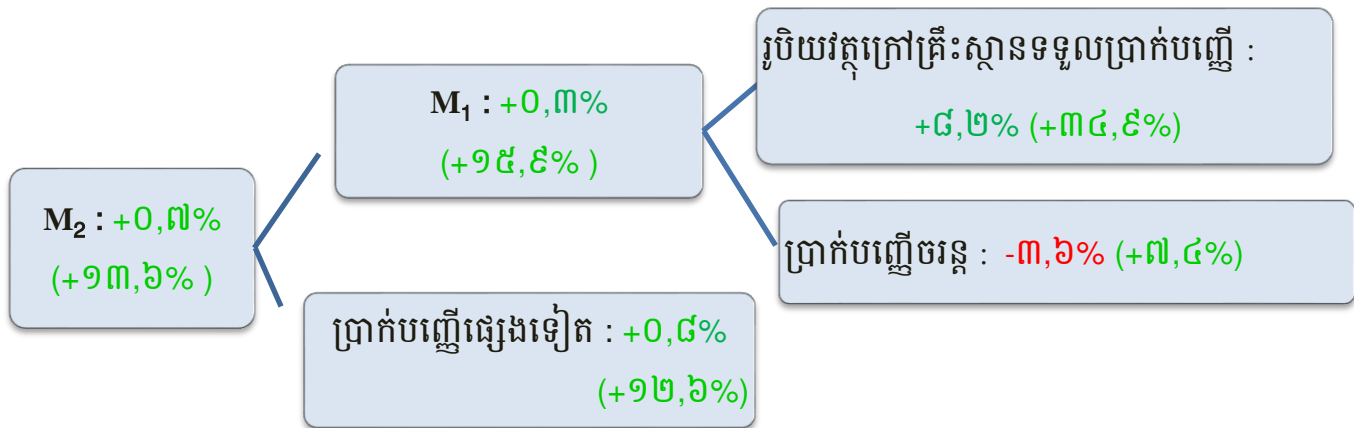 M₂ : +០,៧%
(+១៣,៦% )
M₁ : +០,៣%
(+១៥,៩% )
ប្រាក់បញ្ញើផ្សេងទៀត : +០,៨%
(+១២,៦%)
រូបិយវត្ថុក្រៅគ្រឹះស្ថានទទួលប្រាក់បញ្ញើ :
+៨,២% (+៣៤,៩%)
ប្រាក់បញ្ញើចរន្ត : -៣,៦% (+៧,៤%)